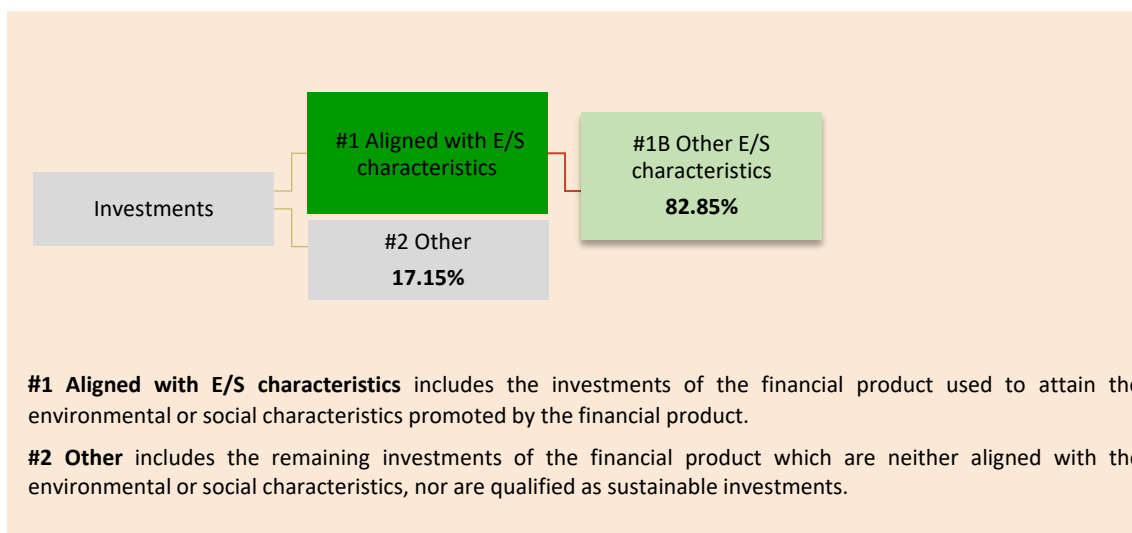 #1 Aligned with E/S
characteristics
#1B Other E/S
characteristics
82.85%
Investments
#2 Other
17.15%
#1 Aligned with E/S characteristics includes the investments of the financial product used to attain th
environmental or social characteristics promoted by the financial product.
#2 Other includes the remaining investments of the financial product which are neither aligned with th
environmental or social characteristics, nor are qualified as sustainable investments.